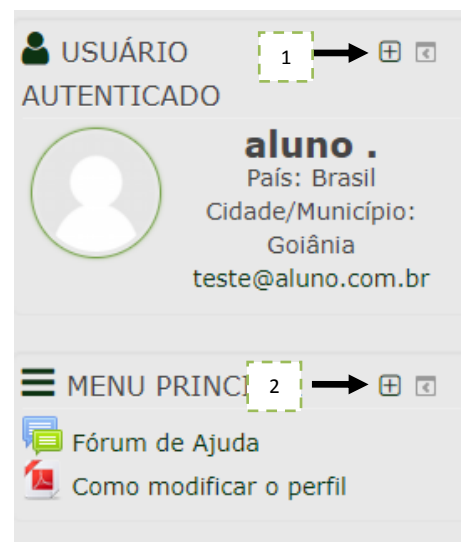 USUÁRIO
1
AUTENTICADO
aluno .
País: Brasil
Cidade/Município:
Goiânia
teste@aluno.com.br
MENU
2
Fórum de Ajuda
Como modificar o perfil